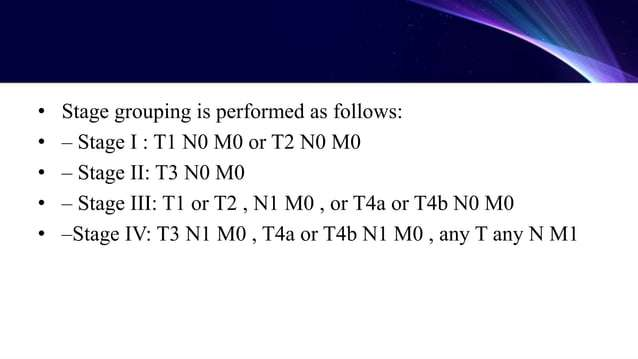 • Stage grouping is performed as follows:
• – Stage I : T1 N0 M0 or T2 N0 M0
• – Stage II: T3 N0 M0
• – Stage III: T1 or T2 , N1 M0 , or T4a or T4b N0 M0
• –Stage IV: T3 N1 M0 , T4a or T4b N1 M0 , any T any N M1